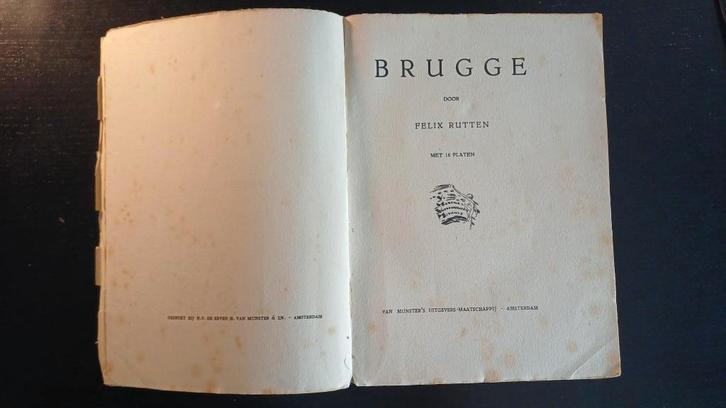 GEDRUKT BIJ N.V. DE ERVEN H. VAN MUNSTER & ZN. - AMSTERDAM
BRUGGE
DOOR
FELIX RUTTEN
MET 16 PLATEN
VAN MUNSTER'S UITGEVERS-MAATSCHAPPIJ - AMSTERDAM